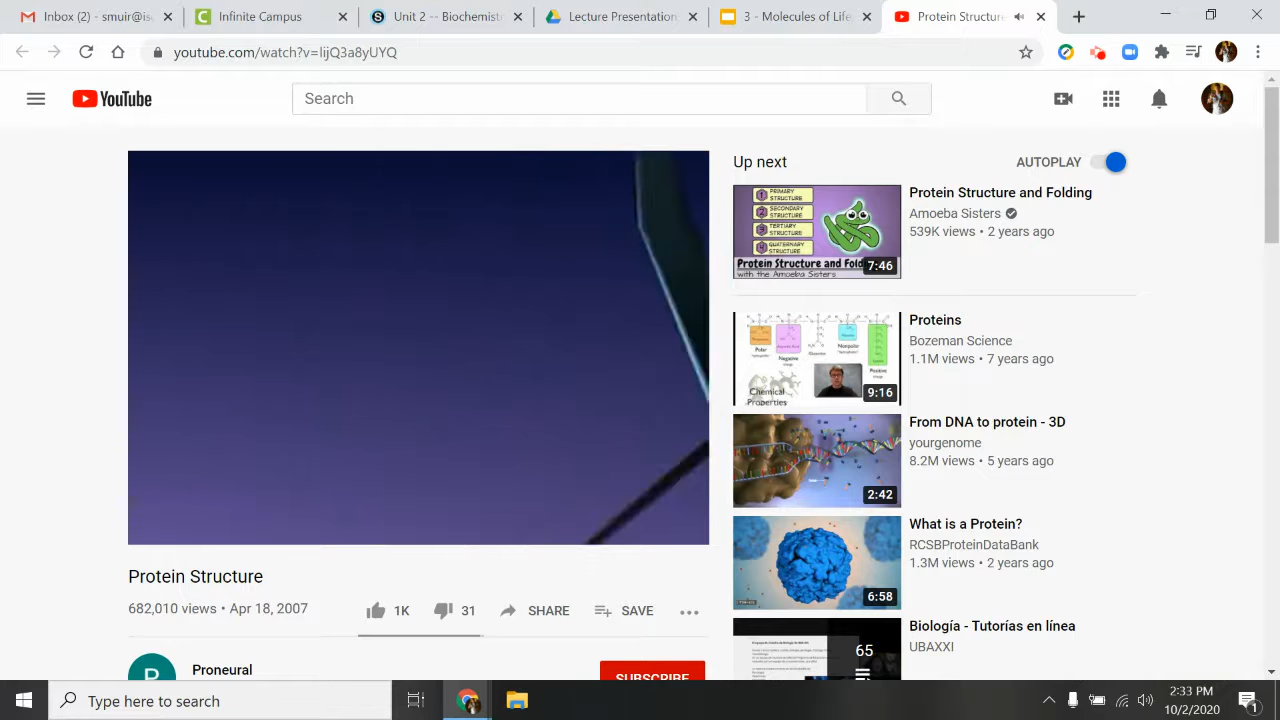 Inbox (2) - smuir@is
Infinite Campus
Unit 2 -- Biochemist
Lecture Presentation
3 - Molecules of Life
Protein Structure
youtube.com/watch?v=lijQ3a8yUYQ
YouTube
Search
Up next
AUTOPLAY
1 PRIMARY STRUCTURE
2 SECONDARY STRUCTURE
3 TERTIARY STRUCTURE
4 QUATERNARY STRUCTURE
Protein Structure and Fold
with the Amoeba Sisters
7:46
Protein Structure and Folding
Amoeba Sisters
539K views • 2 years ago
Polar
Negative
Nonpolar
Positive
Chemical
Properties
9:16
Proteins
Bozeman Science
1.1M views • 7 years ago
2:42
From DNA to protein - 3D
yourgenome
8.2M views • 5 years ago
6:58
What is a Protein?
RCSBProteinDataBank
1.3M views • 2 years ago
65
Biología - Tutorías en línea
UBAXXI
Protein Structure
682,010 views • Apr 18, 2007
1K
31
SHARE
SAVE
SUBSCRIBE
Type here to search
2:33 PM
10/2/2020
1